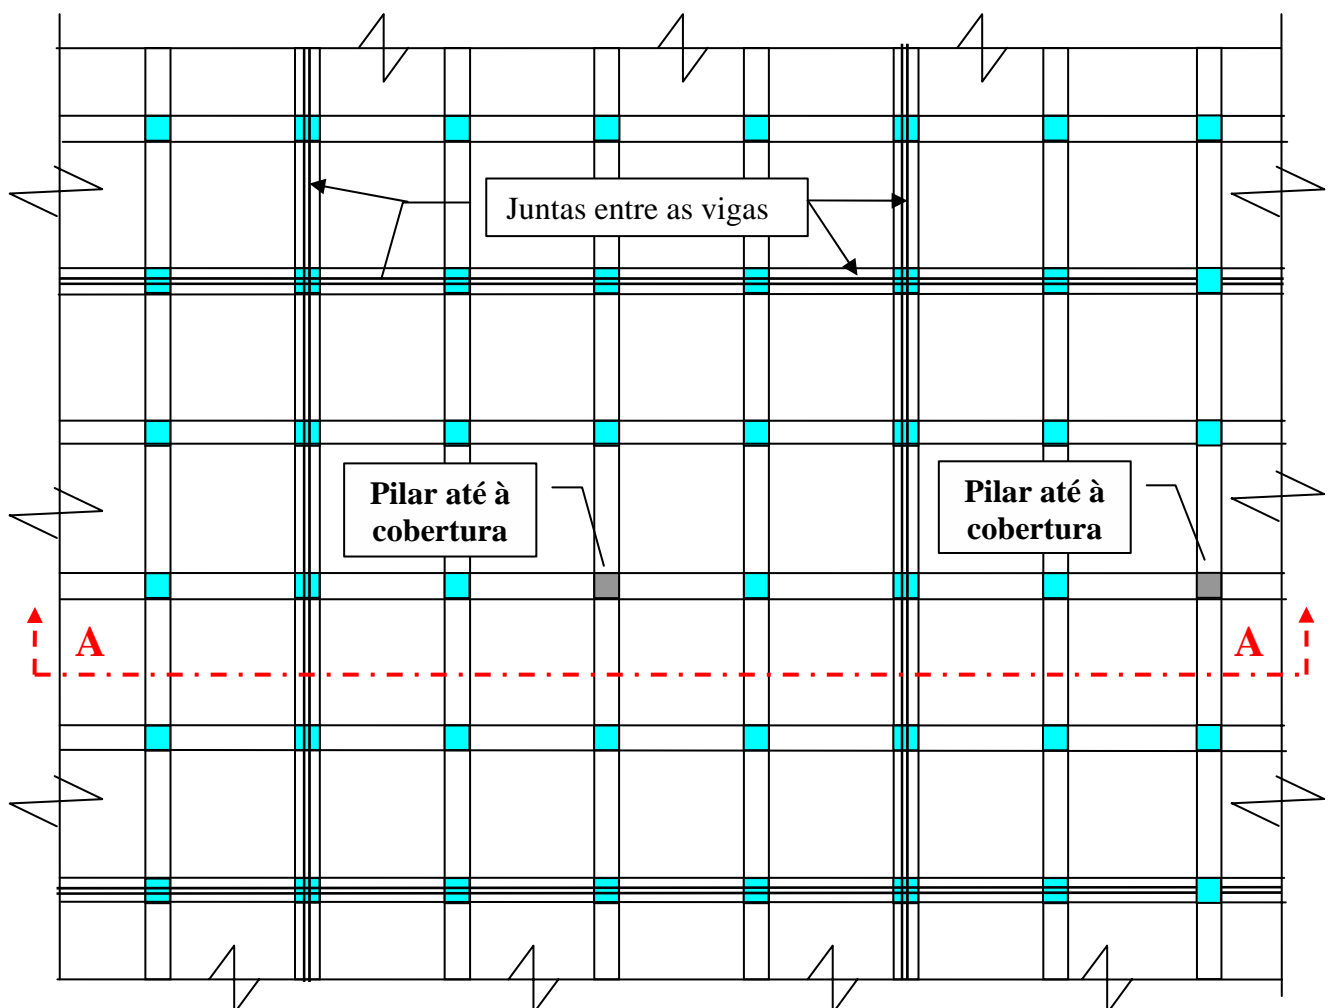 Juntas entre as vigas
Pilar até à
cobertura
Pilar até à
cobertura
A
A